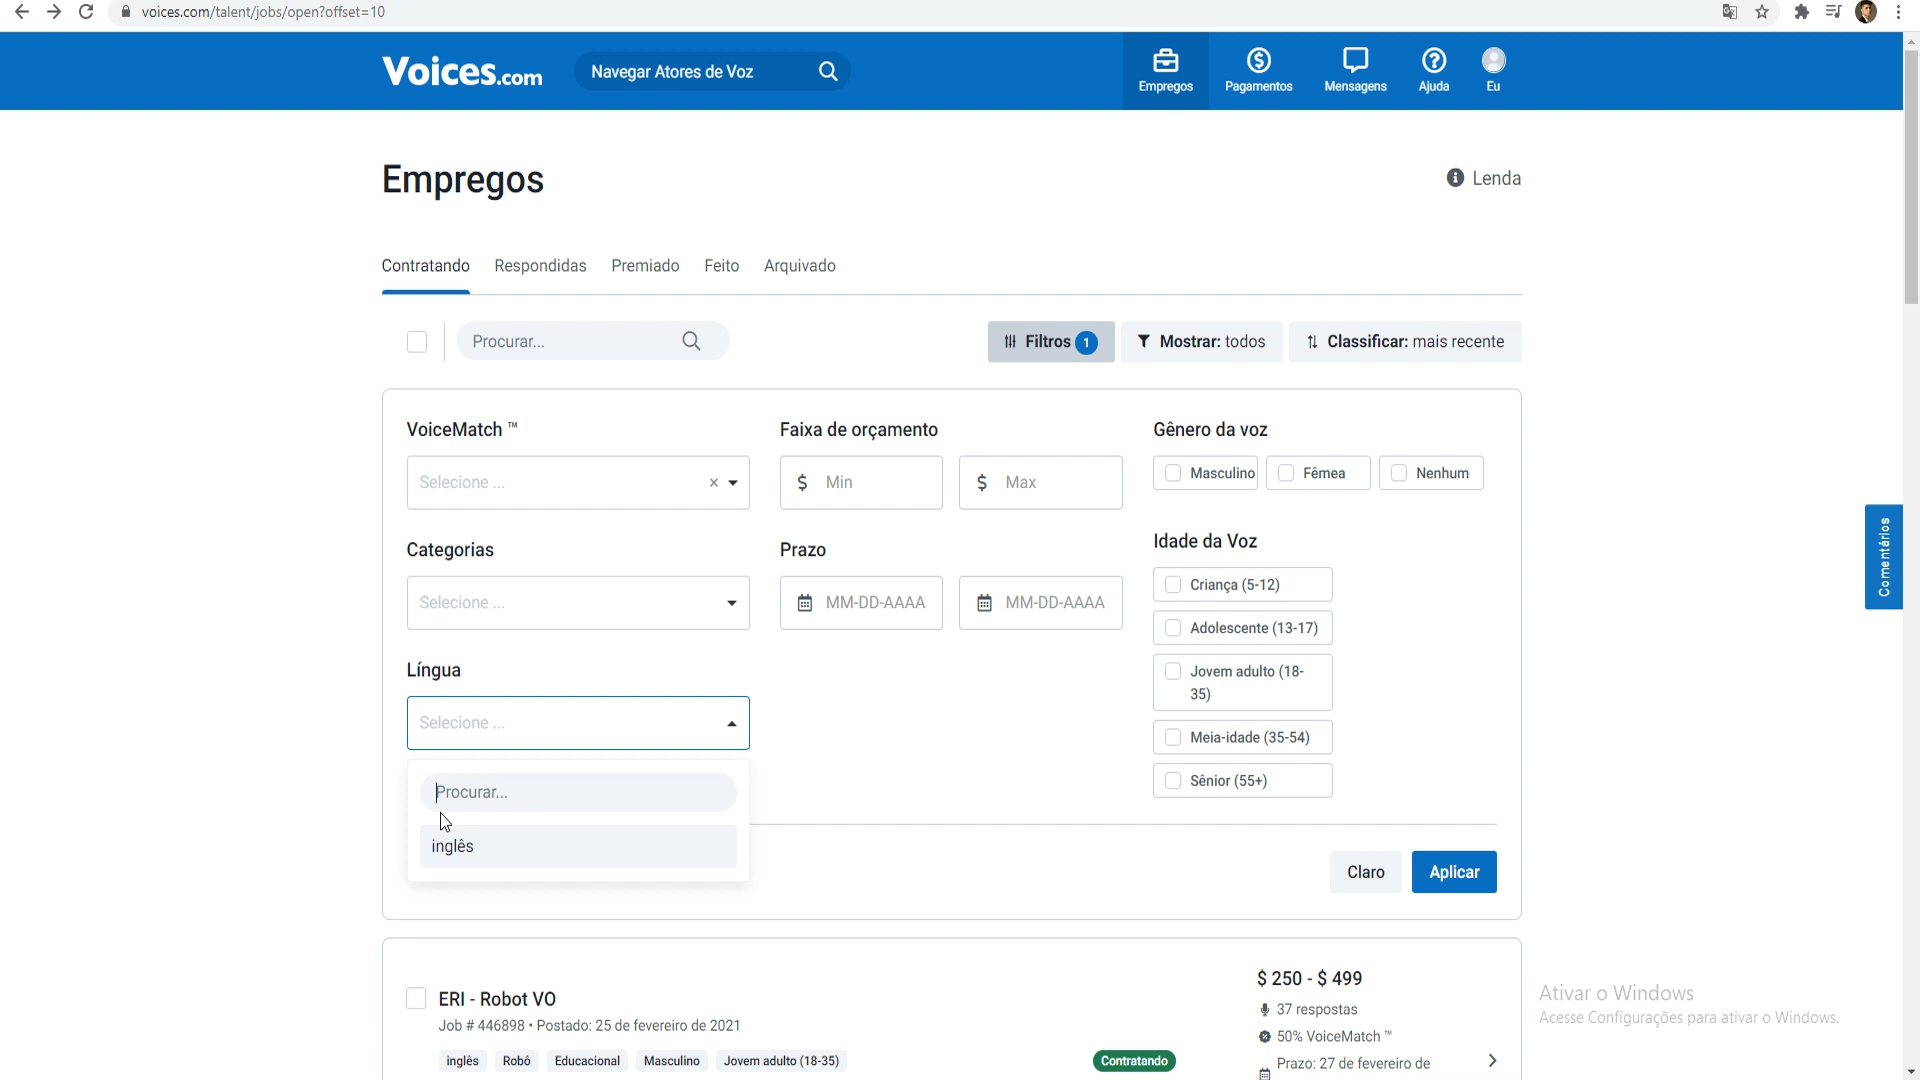 voices.com/talent/jobs/open?offset=10
Voices.com
Navegar Atores de Voz
Empregos
Pagamentos
Mensagens
Ajuda
Eu
Empregos
Lenda
Contratando
Respondidas
Premiado
Feito
Arquivado
Procurar...
Filtros 1
Mostrar: todos
Classificar: mais recente
VoiceMatch ™
Selecione ...
Faixa de orçamento
$ Min
$ Max
Gênero da voz
Masculino
Fêmea
Nenhum
Categorias
Selecione ...
Prazo
MM-DD-AAAA
MM-DD-AAAA
Idade da Voz
Criança (5-12)
Adolescente (13-17)
Jovem adulto (18-
35)
Meia-idade (35-54)
Sênior (55+)
Língua
Selecione ...
Procurar...
inglês
Claro
Aplicar
Comentários
ERI - Robot VO
Job # 446898 • Postado: 25 de fevereiro de 2021
inglês
Robô
Educacional
Masculino
Jovem adulto (18-35)
Contratando
$ 250 - $ 499
37 respostas
50% VoiceMatch ™
Prazo: 27 de fevereiro de
Ativar o Windows
Acesse Configurações para ativar o Windows.